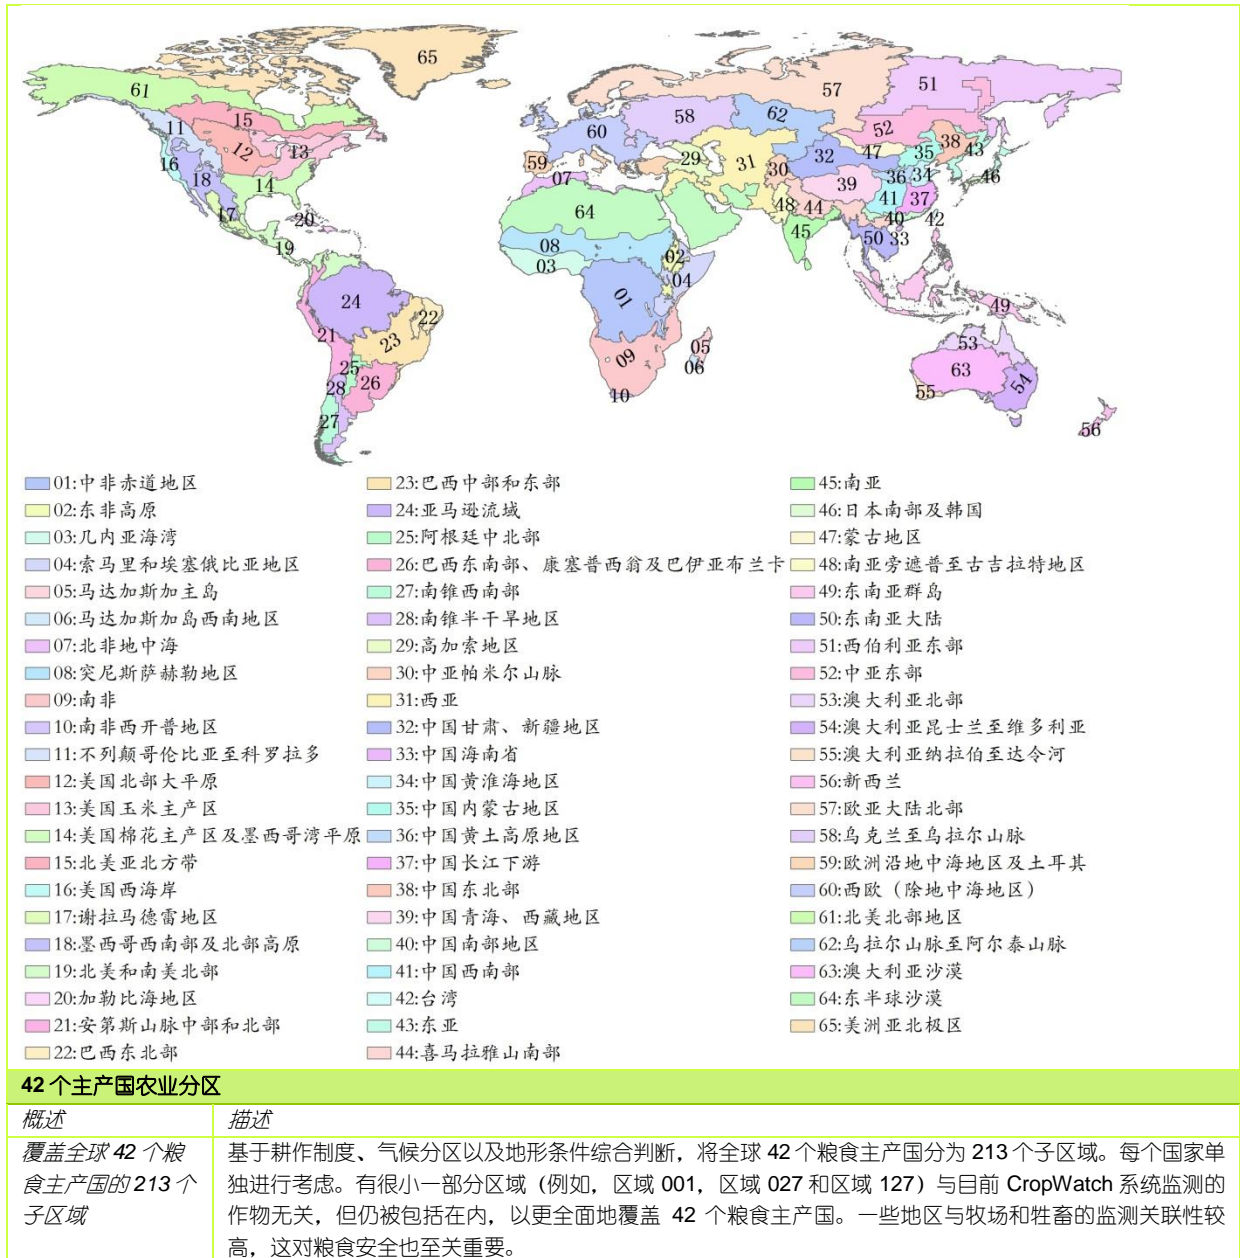 65
61
51
57
15
11
58
62
52
12
13
60
38
16
47
35
43
32
18
59
29
31
30
36
34
46
14
07
39
41
37
64
48
44
17
20
40
42
45
50
33
08
02
19
03
04
49
24
01
22
53
21
23
05
09
63
25
06
54
28
26
10
55
27
56
01:中非赤道地区
02:东非高原
03:几内亚海湾
04:索马里和埃塞俄比亚地区
05:马达加斯加主岛
06:马达加斯加岛西南地区
07:北非地中海
08:突尼斯萨赫勒地区
09:南非
10:南非西开普地区
11:不列颠哥伦比亚至科罗拉多
12:美国北部大平原
13:美国玉米主产区
14:美国棉花主产区及墨西哥湾平原
15:北美亚北方带
16:美国西海岸
17:谢拉马德雷地区
18:墨西哥西南部及北部高原
19:北美和南美北部
20:加勒比海地区
21:安第斯山脉中部和北部
22:巴西东北部
23:巴西中部和东部
24:亚马逊流域
25:阿根廷中北部
26:巴西东南部、康塞普西翁及巴伊亚布兰卡
27:南锥西南部
28:南锥半干旱地区
29:高加索地区
30:中亚帕米尔山脉
31:西亚
32:中国甘肃、新疆地区
33:中国海南省
34:中国黄淮海地区
35:中国内蒙古地区
36:中国黄土高原地区
37:中国长江下游
38:中国东北部
39:中国青海、西藏地区
40:中国南部地区
41:中国西南部
42:台湾
43:东亚
44:喜马拉雅山南部
45:南亚
46:日本南部及韩国
47:蒙古地区
48:南亚旁遮普至古吉拉特地区
49:东南亚群岛
50:东南亚大陆
51:西伯利亚东部
52:中亚东部
53:澳大利亚北部
54:澳大利亚昆士兰至维多利亚
55:澳大利亚纳拉伯至达令河
56:新西兰
57:欧亚大陆北部
58:乌克兰至乌拉尔山脉
59:欧洲沿地中海地区及土耳其
60:西欧（除地中海地区）
61:北美北部地区
62:乌拉尔山脉至阿尔泰山脉
63:澳大利亚沙漠
64:东半球沙漠
65:美洲亚北极区
42 个主产国农业分区
概述
描述
覆盖全球 42 个粮
食主产国的 213 个
子区域
基于耕作制度、气候分区以及地形条件综合判断，将全球 42 个粮食主产国分为 213 个子区域。每个国家单
独进行考虑。有很小一部分区域（例如，区域 001，区域 027 和区域 127）与目前 CropWatch 系统监测的
作物无关，但仍被包括在内，以更全面地覆盖 42 个粮食主产国。一些地区与牧场和牲畜的监测关联性较
高，这对粮食安全也至关重要。